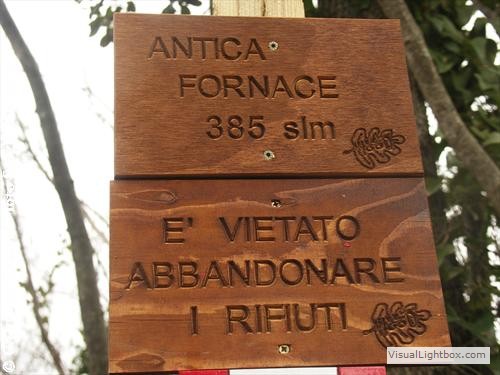 ANTICA
FORNACE
385 slm
E' VIETATO
ABBANDONARE
I RIFIUTI
VisualLightBox.com